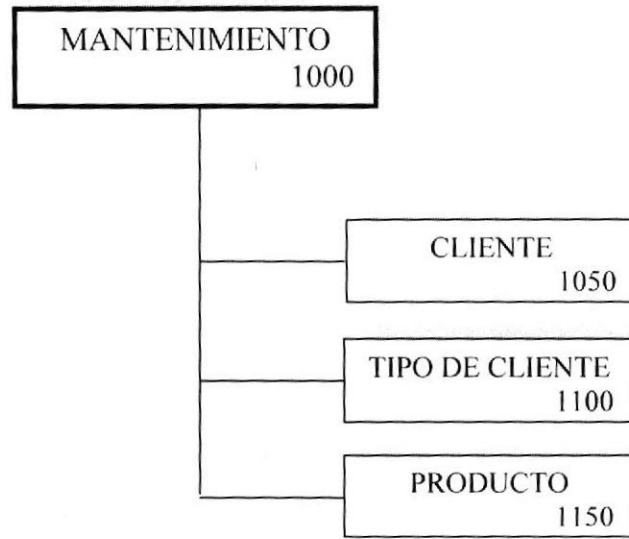 MANTENIMIENTO
1000
CLIENTE
1050
TIPO DE CLIENTE
1100
PRODUCTO
1150